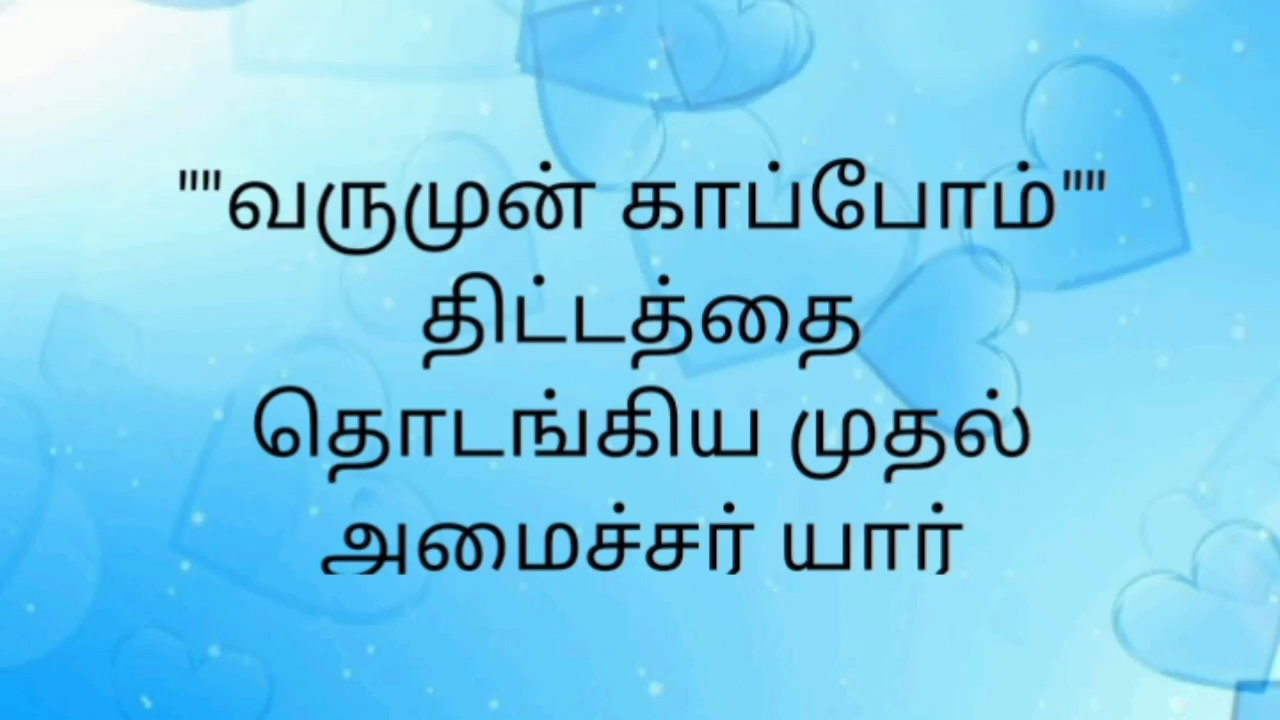 ""வருமுன் காப்போம்""
திட்டத்தை
தொடங்கிய முதல்
அமைச்சர் யார்